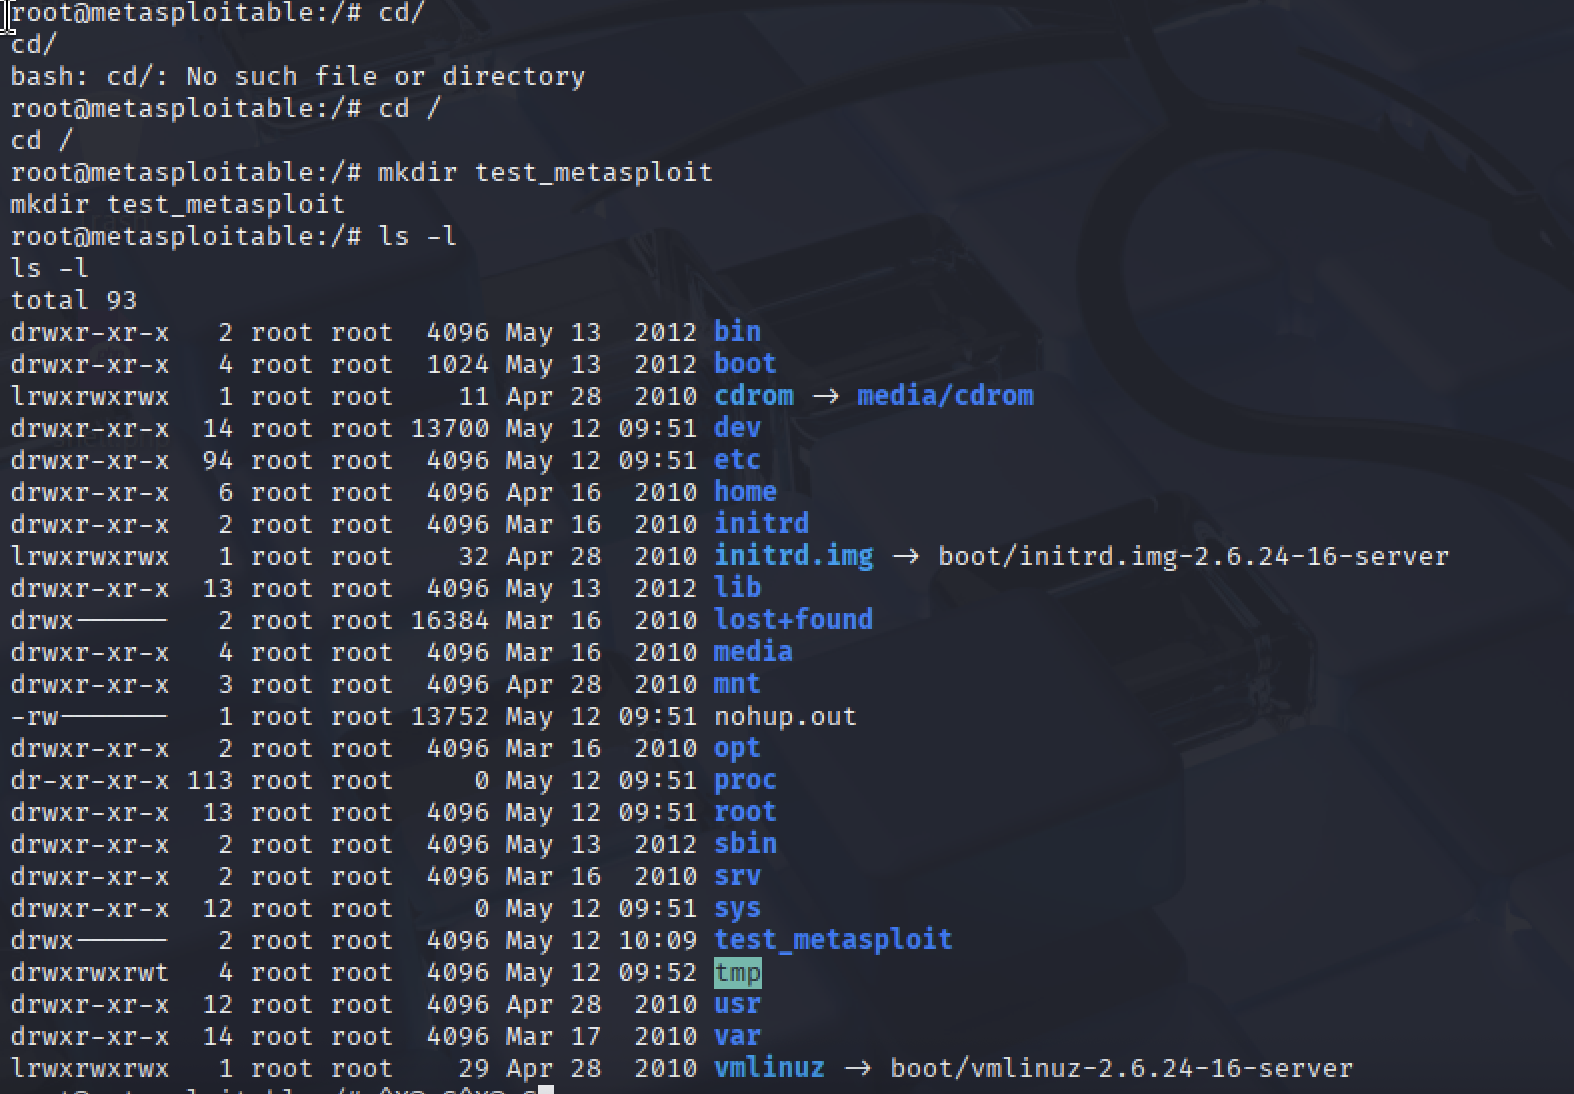 root@metasploitable:/# cd/
cd/
bash: cd/: No such file or directory
root@metasploitable:/# cd /
cd /
root@metasploitable:/# mkdir test_metasploit
mkdir test_metasploit
root@metasploitable:/# ls -l
ls -l
total 93
drwxr-xr-x   2 root root  4096 May 13  2012 bin
drwxr-xr-x   4 root root  1024 May 13  2012 boot
lrwxrwxrwx   1 root root    11 Apr 28  2010 cdrom → media/cdrom
drwxr-xr-x  14 root root 13700 May 12 09:51 dev
drwxr-xr-x  94 root root  4096 May 12 09:51 etc
drwxr-xr-x   6 root root  4096 Apr 16  2010 home
drwxr-xr-x   2 root root  4096 Mar 16  2010 initrd
lrwxrwxrwx   1 root root    32 Apr 28  2010 initrd.img → boot/initrd.img-2.6.24-16-server
drwxr-xr-x  13 root root  4096 May 13  2012 lib
drwx------   2 root root 16384 Mar 16  2010 lost+found
drwxr-xr-x   4 root root  4096 Mar 16  2010 media
drwxr-xr-x   3 root root  4096 Apr 28  2010 mnt
-rw-------   1 root root 13752 May 12 09:51 nohup.out
drwxr-xr-x   2 root root  4096 Mar 16  2010 opt
dr-xr-xr-x 113 root root     0 May 12 09:51 proc
drwxr-xr-x  13 root root  4096 May 12 09:51 root
drwxr-xr-x   2 root root  4096 May 13  2012 sbin
drwxr-xr-x   2 root root  4096 Mar 16  2010 srv
drwxr-xr-x  12 root root     0 May 12 09:51 sys
drwx------   2 root root  4096 May 12 10:09 test_metasploit
drwxrwxrwt   4 root root  4096 May 12 09:52 tmp
drwxr-xr-x  12 root root  4096 Apr 28  2010 usr
drwxr-xr-x  14 root root  4096 Mar 17  2010 var
lrwxrwxrwx   1 root root    29 Apr 28  2010 vmlinuz → boot/vmlinuz-2.6.24-16-server
root@metasploitable:/#